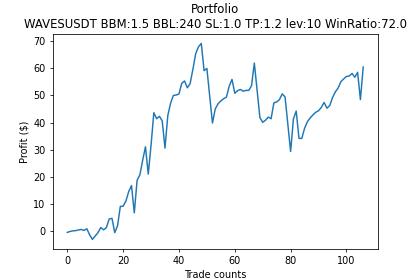 Portfolio
WAVESUSDT BBM:1.5 BBL:240 SL:1.0 TP:1.2 lev:10 WinRatio:72.0
Profit ($)
70
60
50
40
30
20
10
0
0 20 40 60 80 100
Trade counts